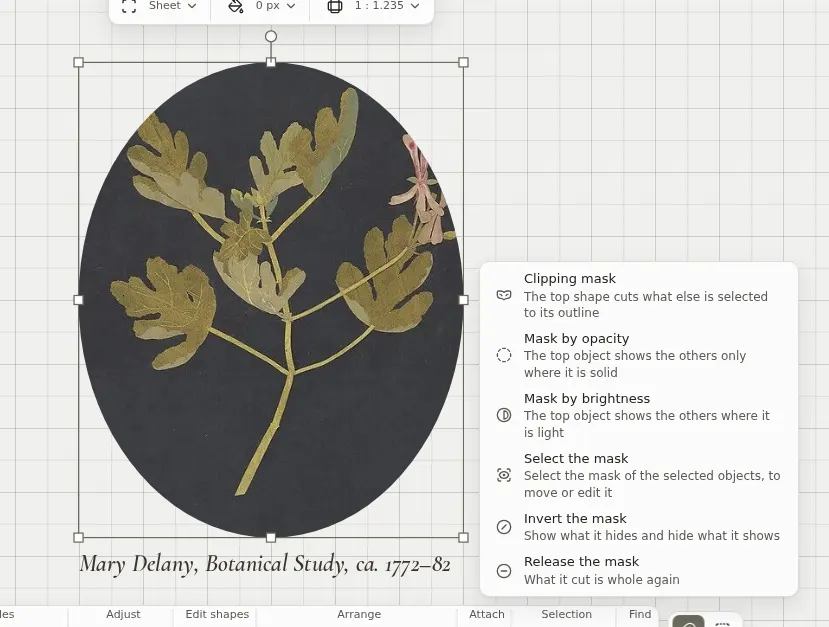 Sheet 0 px 1 : 1.235
Clipping mask
The top shape cuts what else is selected
to its outline
Mask by opacity
The top object shows the others only
where it is solid
Mask by brightness
The top object shows the others where it
is light
Select the mask
Select the mask of the selected objects, to
move or edit it
Invert the mask
Show what it hides and hide what it shows
Release the mask
What it cut is whole again
Mary Delany, Botanical Study, ca. 1772–82
Adjust Edit shapes Arrange Attach Selection Find